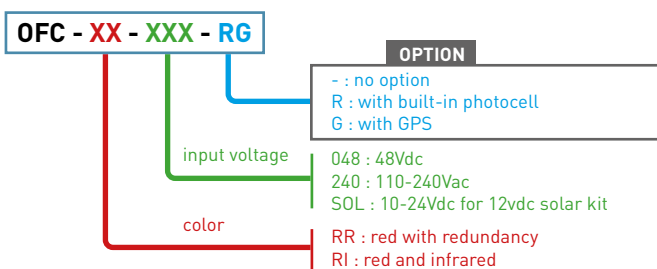 OFC - XX - XXX - RG
OPTION
- : no option
R : with built-in photocell
G : with GPS
input voltage
048 : 48Vdc
240 : 110-240Vac
SOL : 10-24Vdc for 12vdc solar kit
color
RR : red with redundancy
RI : red and infrared